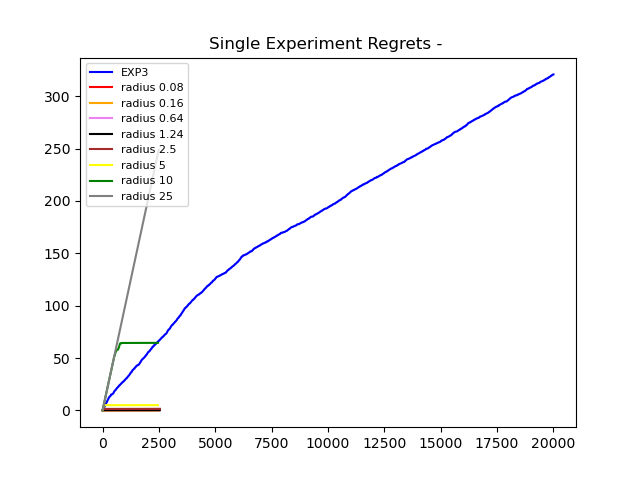 Single Experiment Regrets -
EXP3
radius 0.08
radius 0.16
radius 0.64
radius 1.24
radius 2.5
radius 5
radius 10
radius 25
300
250
200
150
100
50
0
0 2500 5000 7500 10000 12500 15000 17500 20000